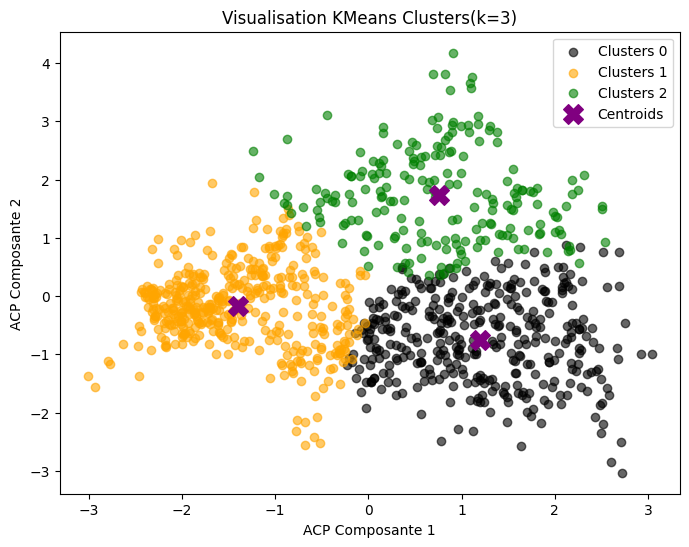 Visualisation KMeans Clusters(k=3)
Clusters 0
Clusters 1
Clusters 2
Centroids
ACP Composante 2
4
3
2
1
0
−1
−2
−3
−3
−2
−1
0
1
2
3
ACP Composante 1